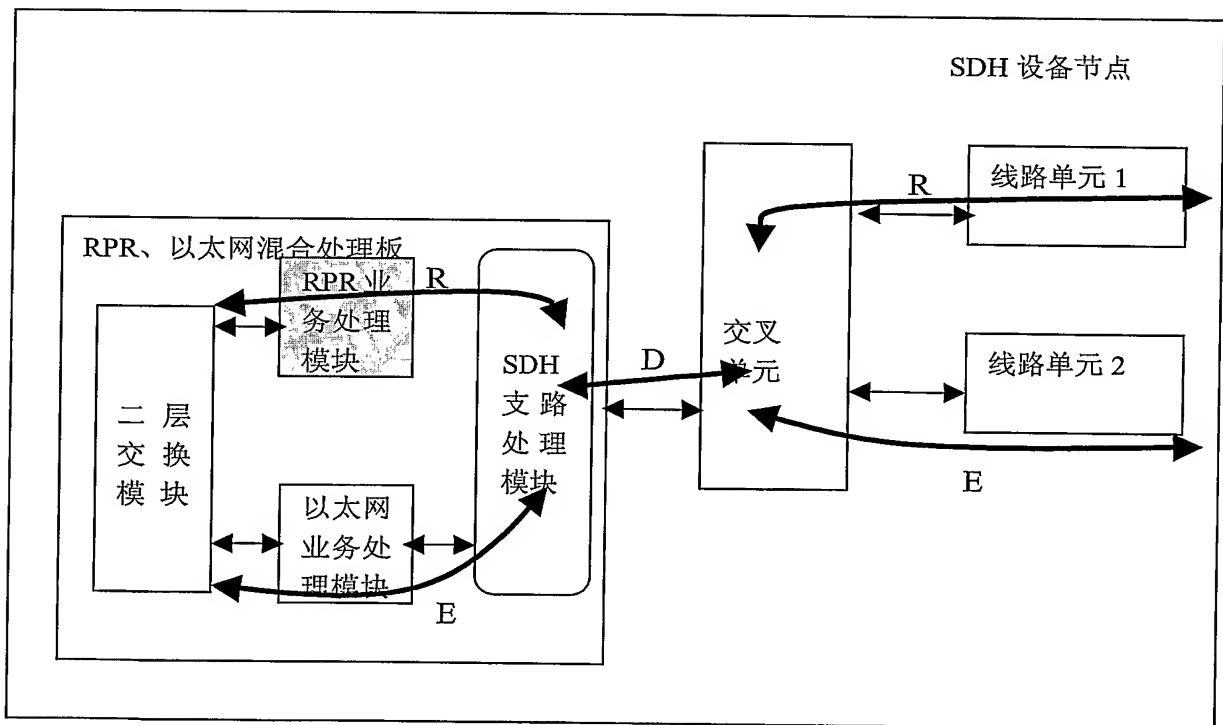 SDH 设备节点
R
线路单元 1
RPR、以太网混合处理板
RPR 业
务处理
模块
R
SDH
支 路
处 理
模块
D
交叉
单元
线路单元 2
二 层
交 换
模 块
以太网
业务处
理模块
E
E